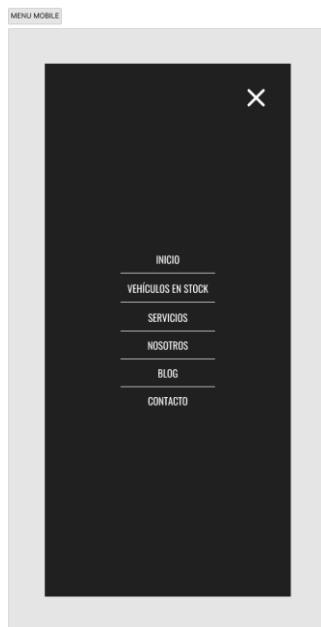 MENU MOBILE
INICIO
VEHÍCULOS EN STOCK
SERVICIOS
NOSOTROS
BLOG
CONTACTO